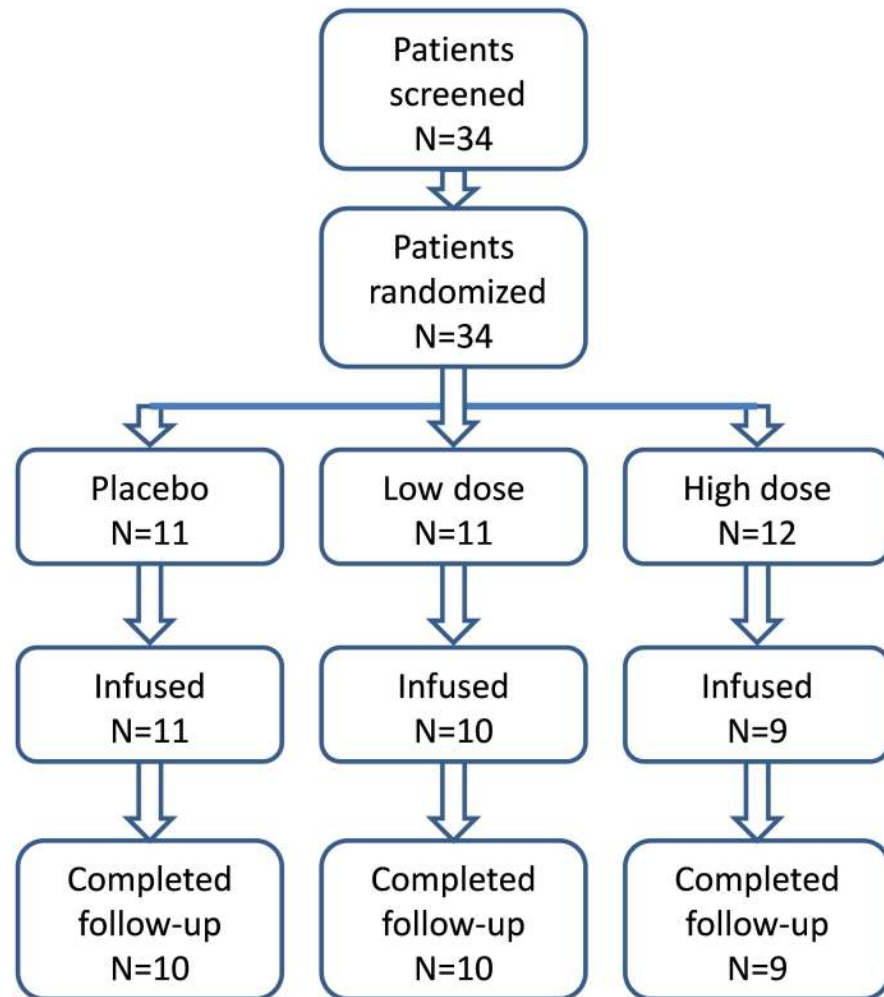 Patients
screened
N=34
Patients
randomized
N=34
Placebo
N=11
Low dose
N=11
High dose
N=12
Infused
N=11
Infused
N=10
Infused
N=9
Completed
follow-up
N=10
Completed
follow-up
N=10
Completed
follow-up
N=9